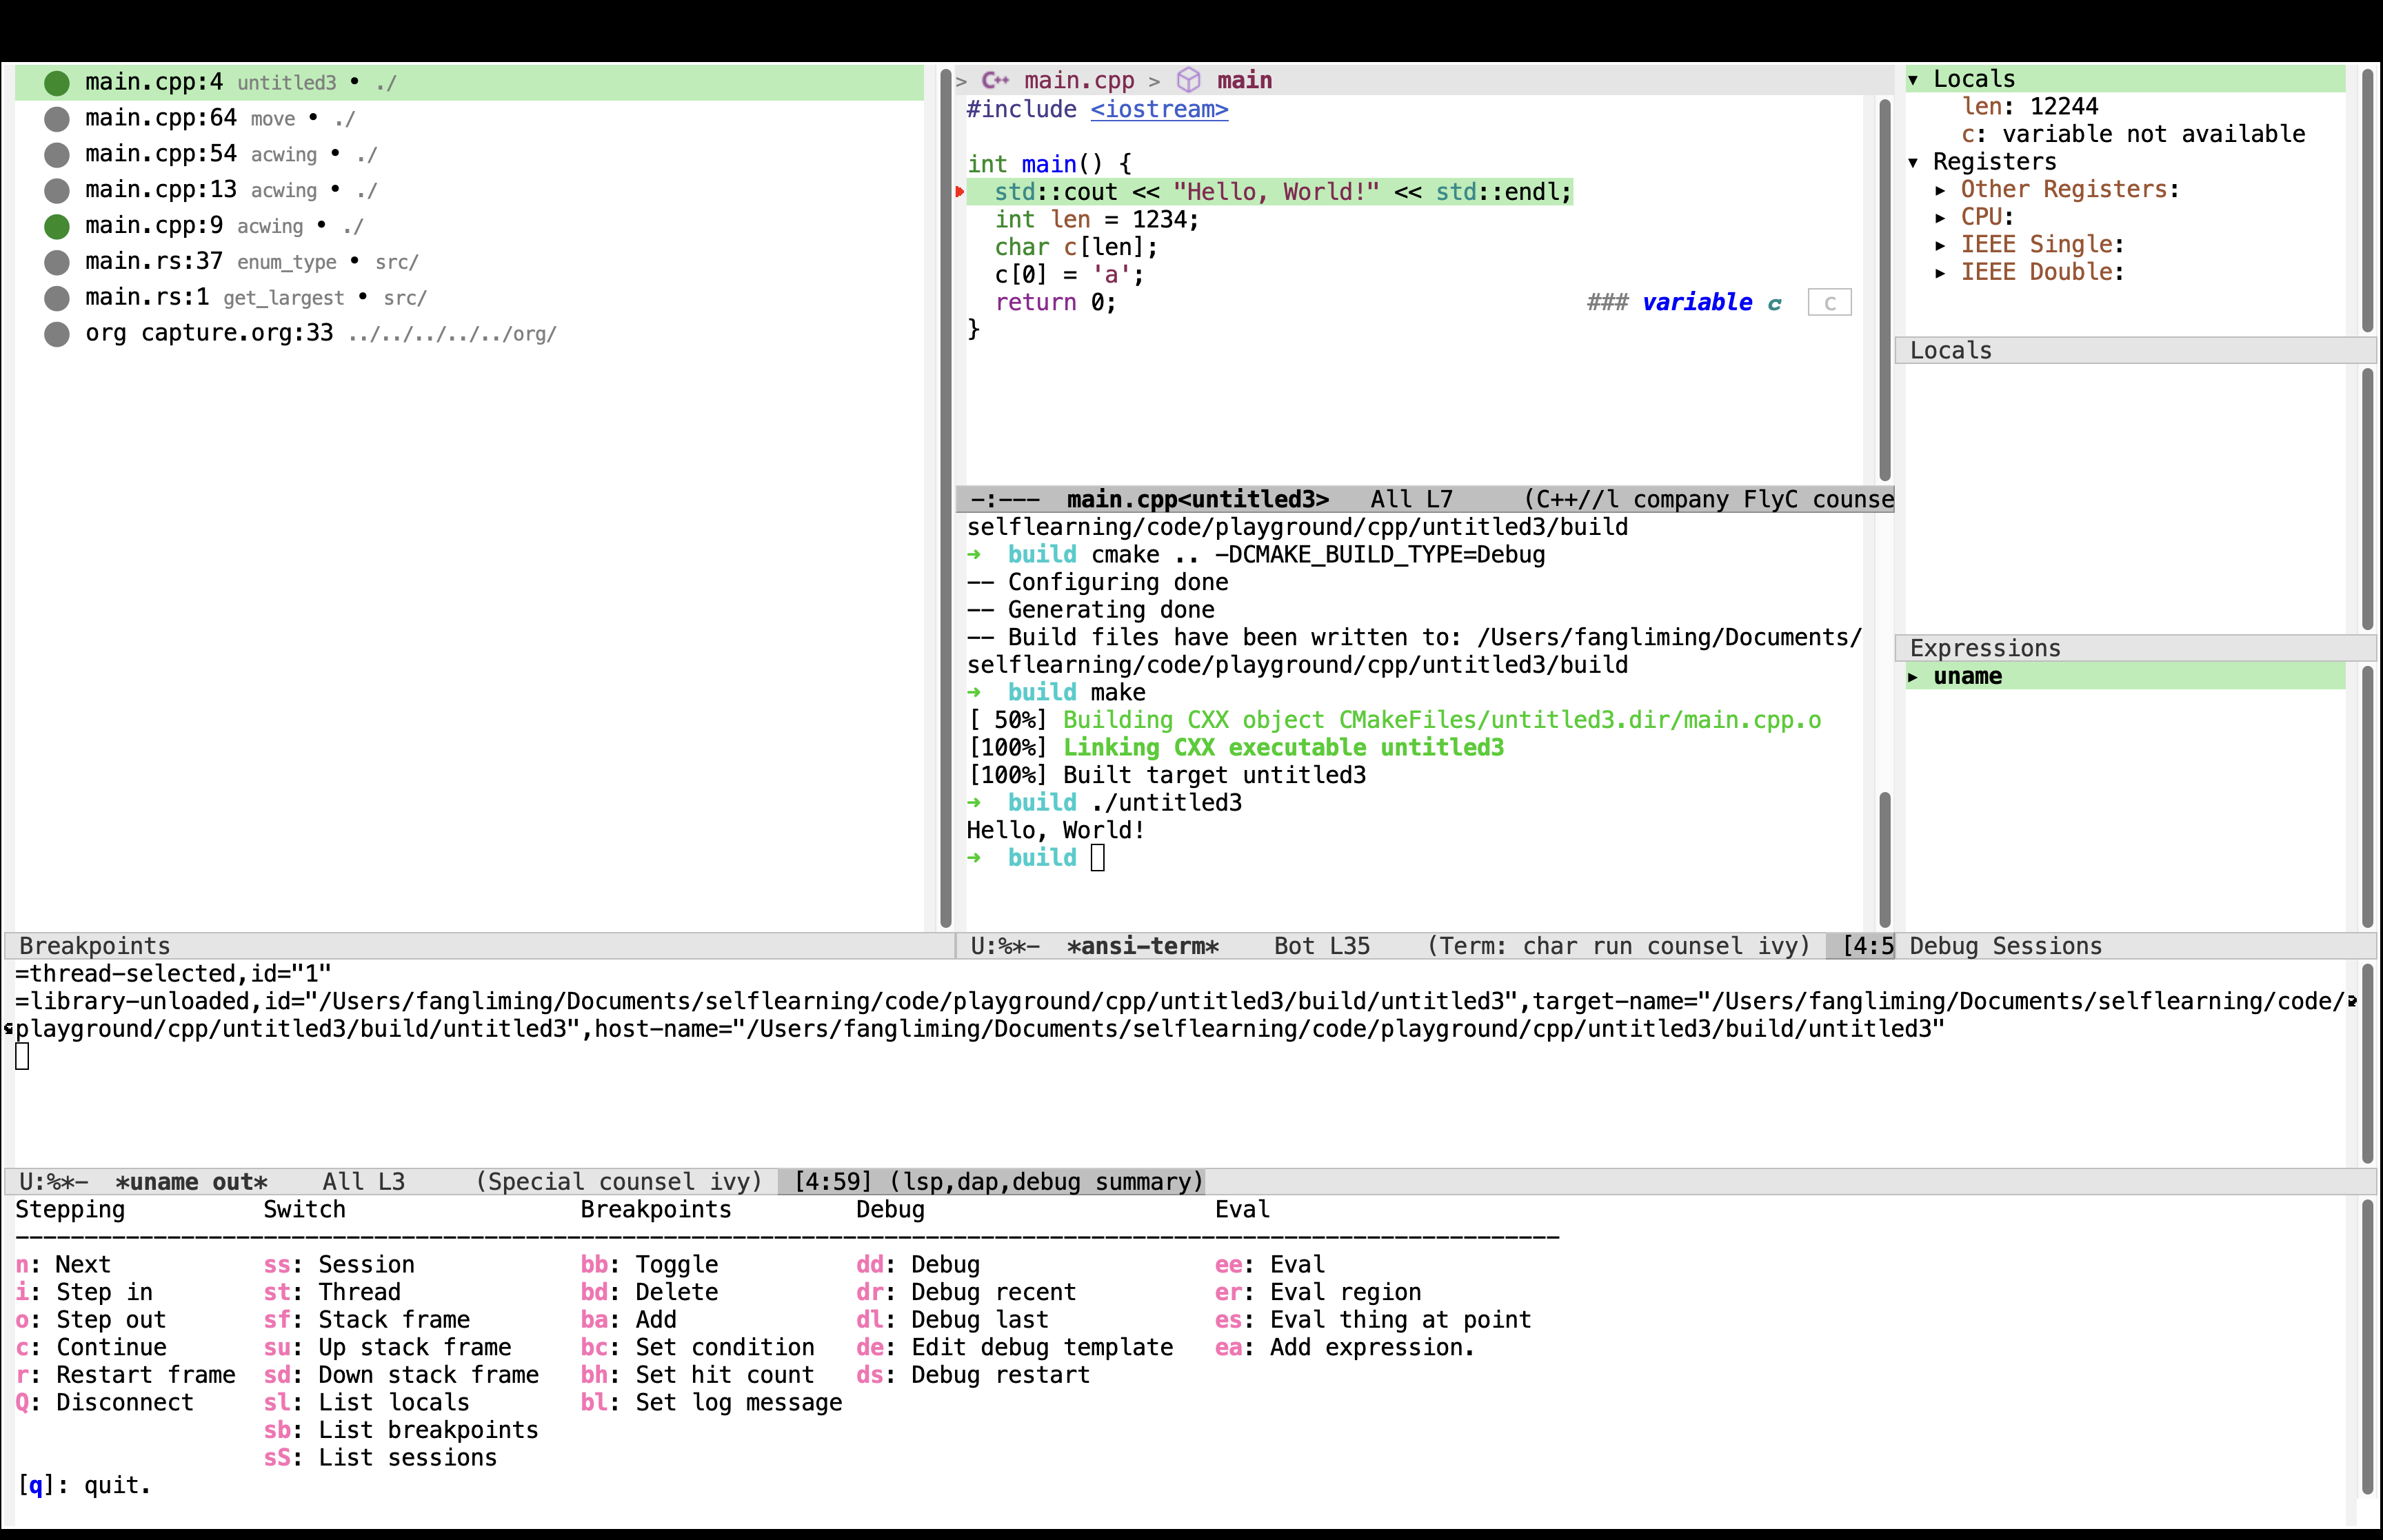 main.cpp:4 untitled3 • ./
main.cpp:64 move • ./
main.cpp:54 acwing • ./
main.cpp:13 acwing • ./
main.cpp:9 acwing • ./
main.rs:37 enum_type • src/
main.rs:1 get_largest • src/
org capture.org:33 ../../../../../org/
Breakpoints
> C++ main.cpp > main
#include <iostream>
int main() {
std::cout << "Hello, World!" << std::endl;
int len = 1234;
char c[len];
c[0] = 'a';
return 0; ### variable c c
}
-:--- main.cpp<untitled3> All L7 (C++//l company FlyC counse
selflearning/code/playground/cpp/untitled3/build
➜ build cmake .. -DCMAKE_BUILD_TYPE=Debug
-- Configuring done
-- Generating done
-- Build files have been written to: /Users/fangliming/Documents/
selflearning/code/playground/cpp/untitled3/build
➜ build make
[ 50%] Building CXX object CMakeFiles/untitled3.dir/main.cpp.o
[100%] Linking CXX executable untitled3
[100%] Built target untitled3
➜ build ./untitled3
Hello, World!
➜ build
U:%*- *ansi-term* Bot L35 (Term: char run counsel ivy) [4:5
▾ Locals
len: 12244
c: variable not available
▾ Registers
▸ Other Registers:
▸ CPU:
▸ IEEE Single:
▸ IEEE Double:
Locals
Expressions
▸ uname
Debug Sessions
=thread-selected,id="1"
=library-unloaded,id="/Users/fangliming/Documents/selflearning/code/playground/cpp/untitled3/build/untitled3",target-name="/Users/fangliming/Documents/selflearning/code/
playground/cpp/untitled3/build/untitled3",host-name="/Users/fangliming/Documents/selflearning/code/playground/cpp/untitled3/build/untitled3"
U:%*- *uname out* All L3 (Special counsel ivy) [4:59] (lsp,dap,debug summary)
Stepping Switch Breakpoints Debug Eval
----------------------------------------------------------------------------------------------------------------
n: Next ss: Session bb: Toggle dd: Debug ee: Eval
i: Step in st: Thread bd: Delete dr: Debug recent er: Eval region
o: Step out sf: Stack frame ba: Add dl: Debug last es: Eval thing at point
c: Continue su: Up stack frame bc: Set condition de: Edit debug template ea: Add expression.
r: Restart frame sd: Down stack frame bh: Set hit count ds: Debug restart
Q: Disconnect sl: List locals bl: Set log message
sb: List breakpoints
sS: List sessions
[q]: quit.